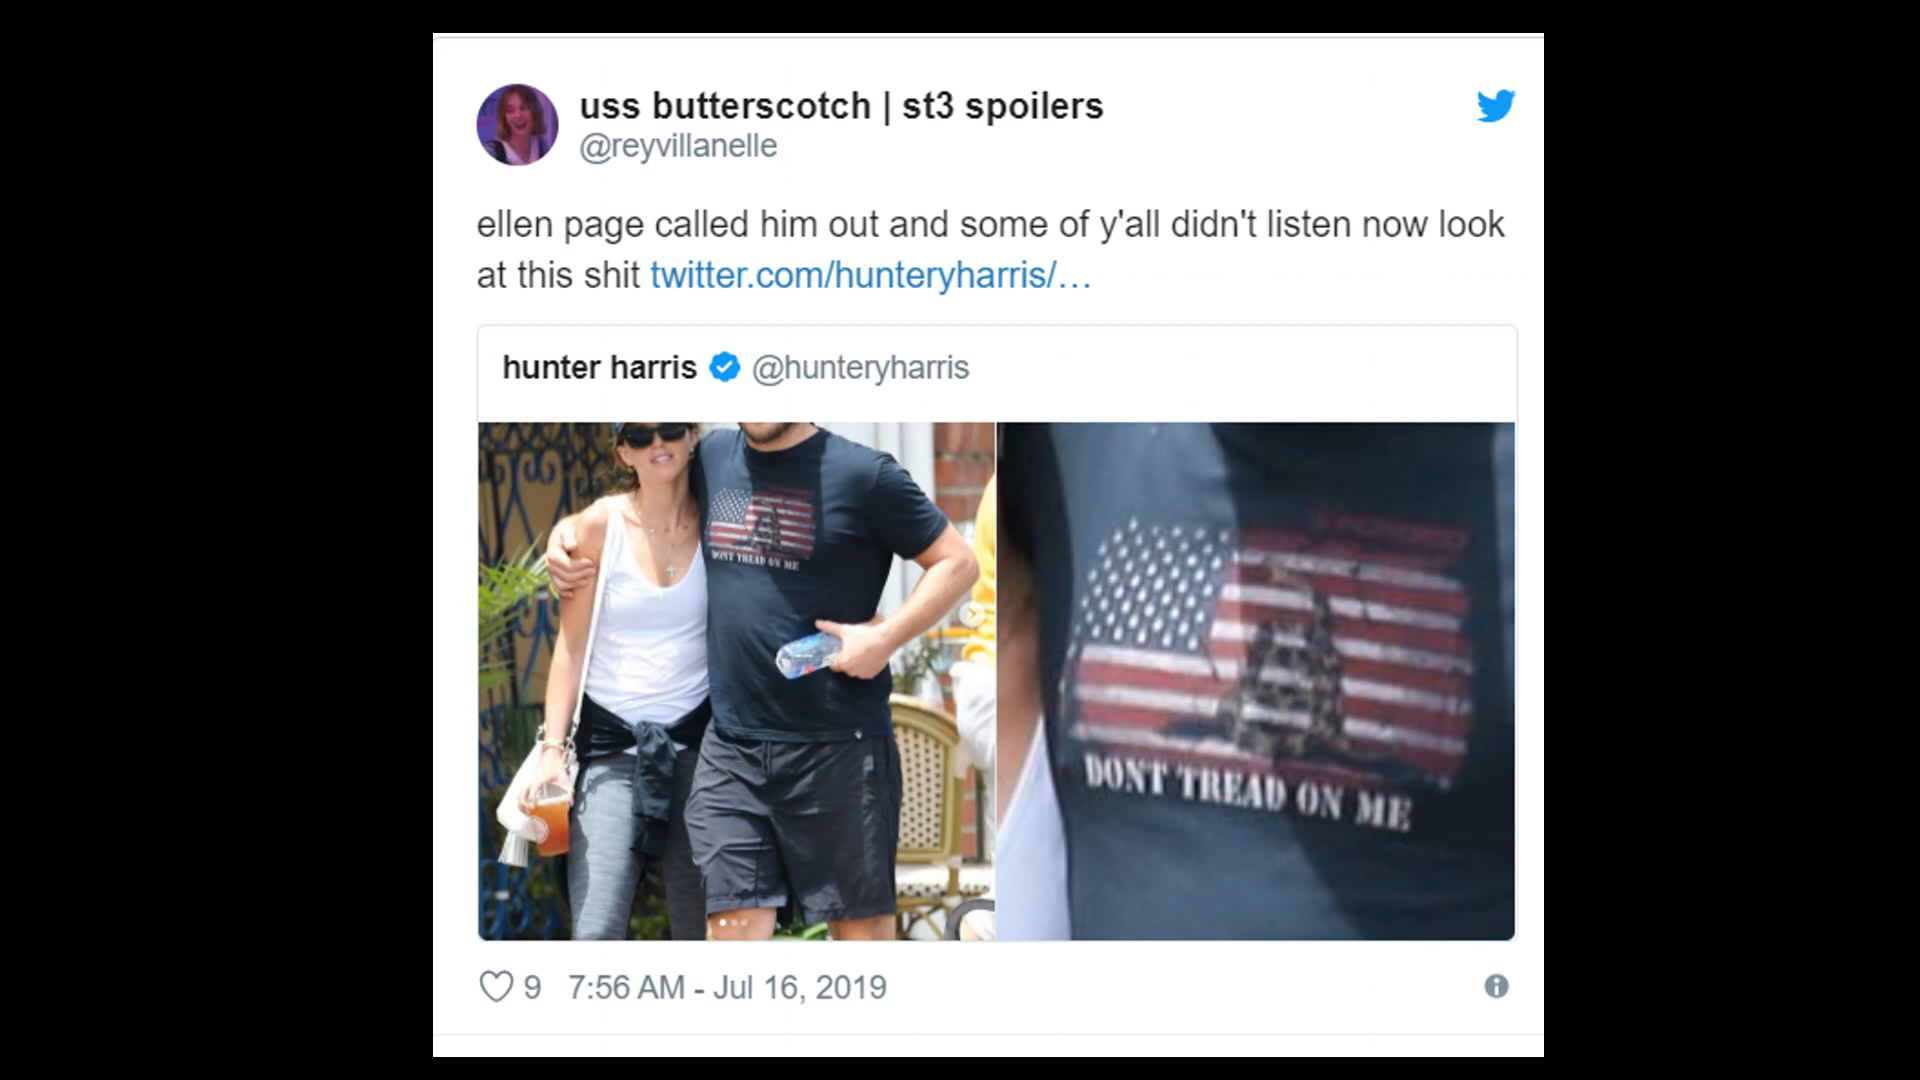 uss butterscotch | st3 spoilers
@reyvillanelle
ellen page called him out and some of y'all didn't listen now look
at this shit twitter.com/hunteryharris/…
hunter harris @hunteryharris
DONT TREAD ON ME
DONT TREAD ON ME
9 7:56 AM - Jul 16, 2019